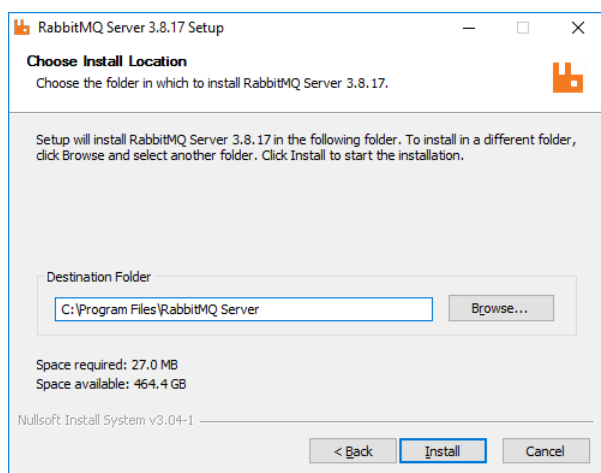 RabbitMQ Server 3.8.17 Setup
Choose Install Location
Choose the folder in which to install RabbitMQ Server 3.8.17.
Setup will install RabbitMQ Server 3.8.17 in the following folder. To install in a different folder,
click Browse and select another folder. Click Install to start the installation.
Destination Folder
C:\Program Files\RabbitMQ Server
Browse...
Space required: 27.0 MB
Space available: 464.4 GB
Nullsoft Install System v3.04-1
< Back
Install
Cancel